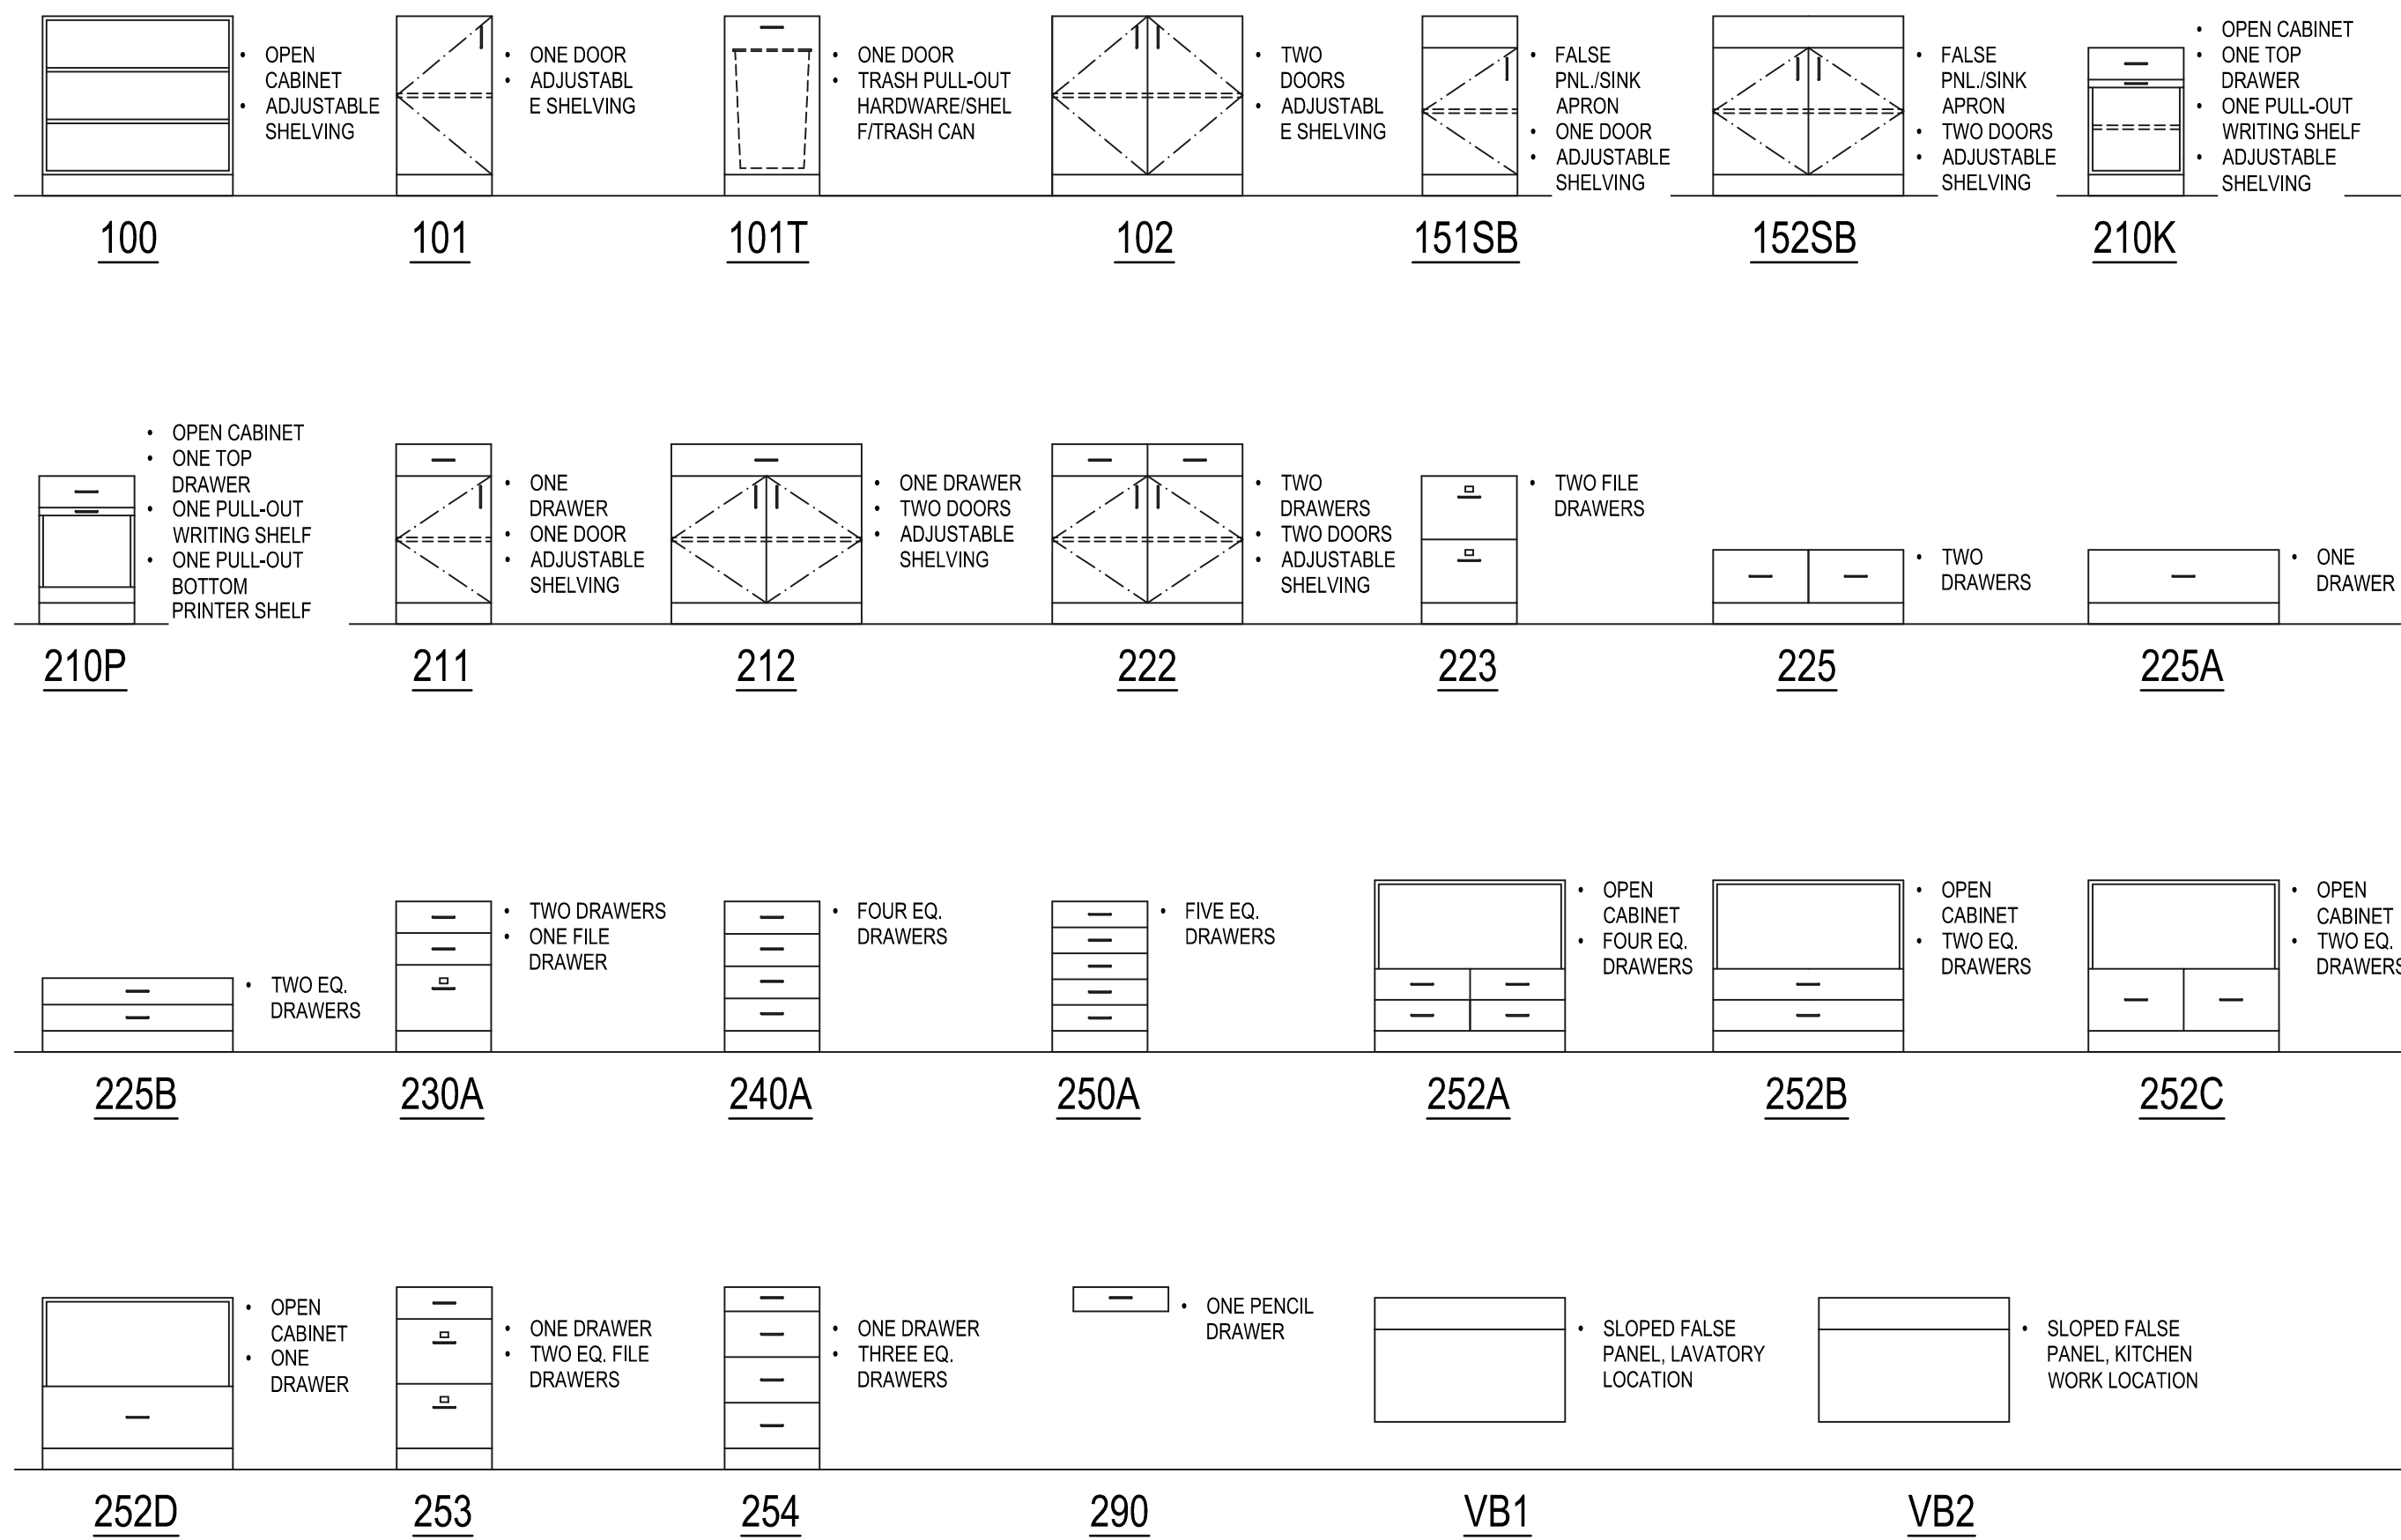 • OPEN
CABINET
• ADJUSTABLE
SHELVING
100
• ONE DOOR
• ADJUSTABL
E SHELVING
101
• ONE DOOR
• TRASH PULL-OUT
HARDWARE/SHEL
F/TRASH CAN
101T
• TWO
DOORS
• ADJUSTABL
E SHELVING
102
• FALSE
PNL./SINK
APRON
• ONE DOOR
• ADJUSTABLE
SHELVING
151SB
• FALSE
PNL./SINK
APRON
• TWO DOORS
• ADJUSTABLE
SHELVING
152SB
• OPEN CABINET
• ONE TOP
DRAWER
• ONE PULL-OUT
WRITING SHELF
• ADJUSTABLE
SHELVING
210K
• OPEN CABINET
• ONE TOP
DRAWER
• ONE PULL-OUT
WRITING SHELF
• ONE PULL-OUT
BOTTOM
PRINTER SHELF
210P
• ONE
DRAWER
• ONE DOOR
• ADJUSTABLE
SHELVING
211
• ONE DRAWER
• TWO DOORS
• ADJUSTABLE
SHELVING
212
• TWO
DRAWERS
• TWO DOORS
• ADJUSTABLE
SHELVING
222
• TWO FILE
DRAWERS
223
• TWO
DRAWERS
225
• ONE
DRAWER
225A
• TWO EQ.
DRAWERS
225B
• TWO DRAWERS
• ONE FILE
DRAWER
230A
• FOUR EQ.
DRAWERS
240A
• FIVE EQ.
DRAWERS
250A
• OPEN
CABINET
• FOUR EQ.
DRAWERS
252A
• OPEN
CABINET
• TWO EQ.
DRAWERS
252B
• OPEN
CABINET
• TWO EQ.
DRAWERS
252C
• OPEN
CABINET
• ONE
DRAWER
252D
• ONE DRAWER
• TWO EQ. FILE
DRAWERS
253
• ONE DRAWER
• THREE EQ.
DRAWERS
254
• ONE PENCIL
DRAWER
290
• SLOPED FALSE
PANEL, LAVATORY
LOCATION
VB1
• SLOPED FALSE
PANEL, KITCHEN
WORK LOCATION
VB2